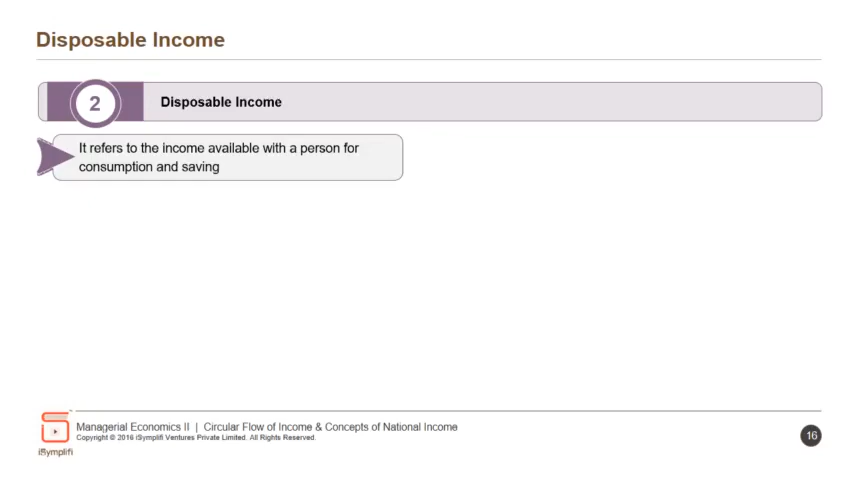 Disposable Income
2
Disposable Income
It refers to the income available with a person for
consumption and saving
Managerial Economics II | Circular Flow of Income & Concepts of National Income
Copyright © 2016 iSymplifi Ventures Private Limited. All Rights Reserved.
iSymplifi
16